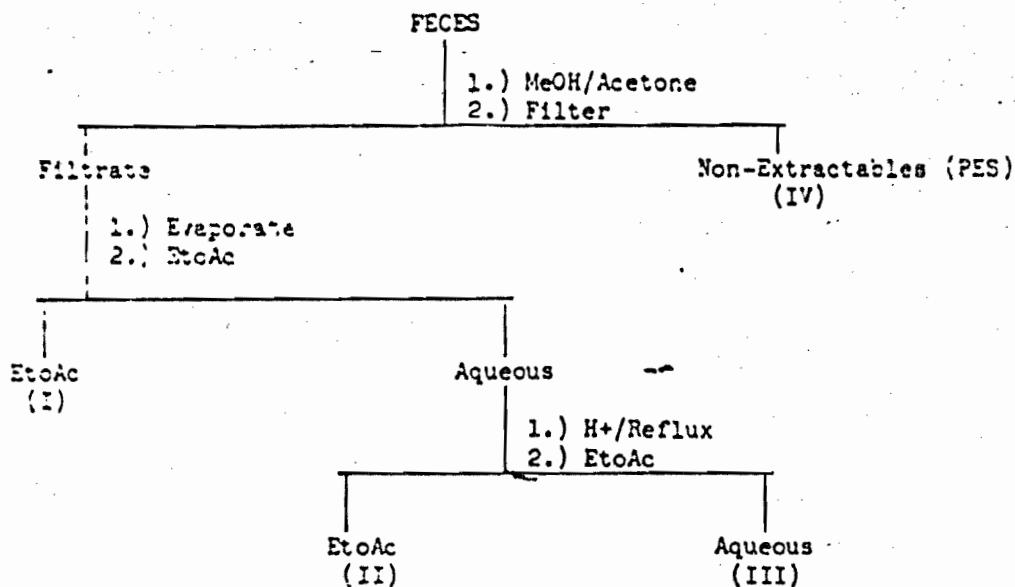 FECES
1.) MeOH/Acetone
2.) Filter
Filtrate
Non-Extractables (PES)
(IV)
1.) Evaporate
2.) EtoAc
EtoAc
(I)
Aqueous
1.) H+/Reflux
2.) EtoAc
EtoAc
(II)
Aqueous
(III)